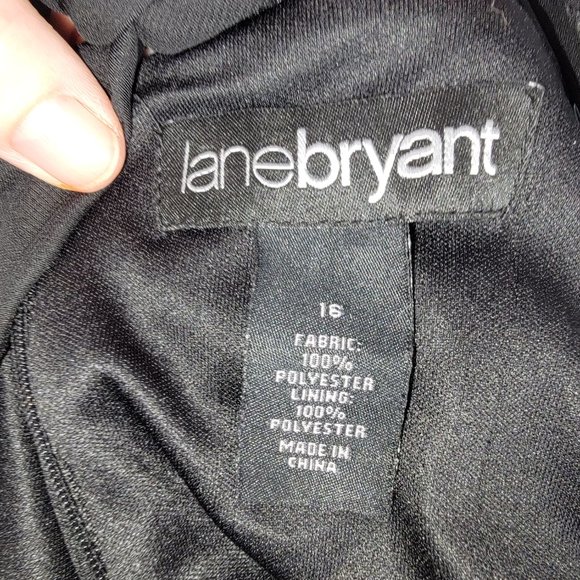 lanebryant
16
FABRIC:
100%
POLYESTER
LINING:
100%
POLYESTER
MADE IN
CHINA